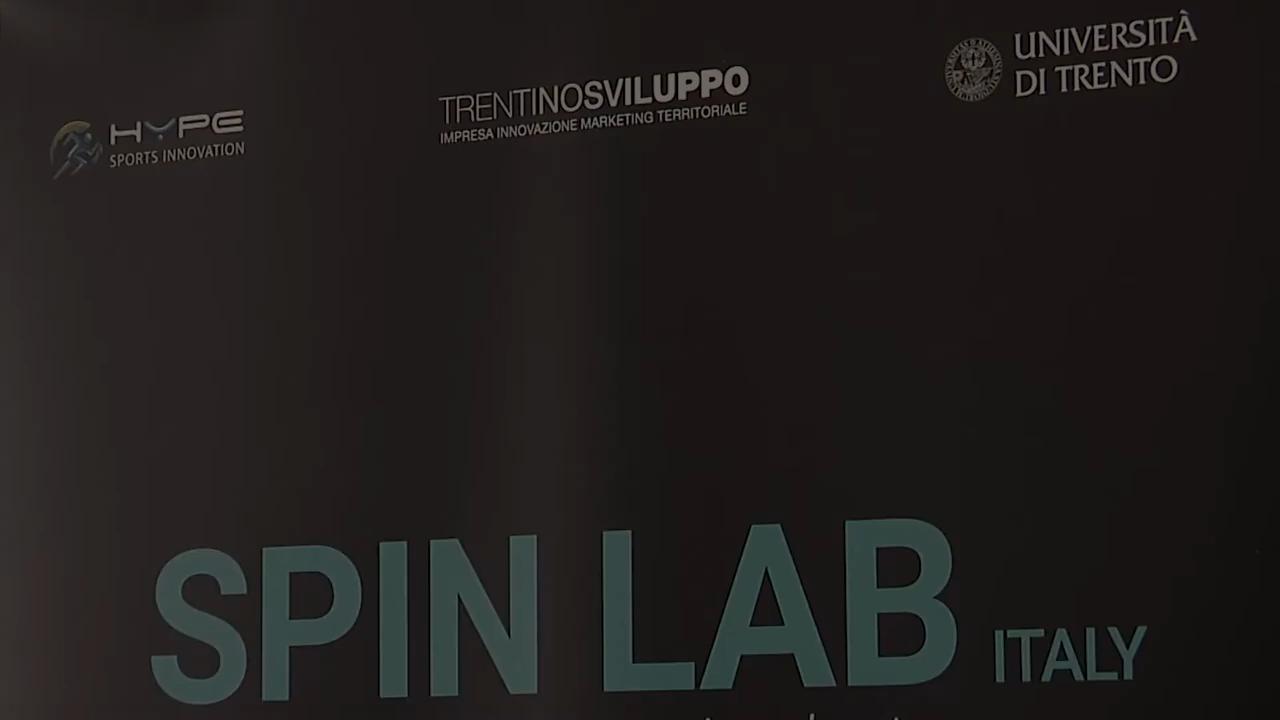 HYPE
SPORTS INNOVATION
TRENTINOSVILUPPO
IMPRESA INNOVAZIONE MARKETING TERRITORIALE
UNIVERSITÀ
DI TRENTO
SPIN LAB ITALY